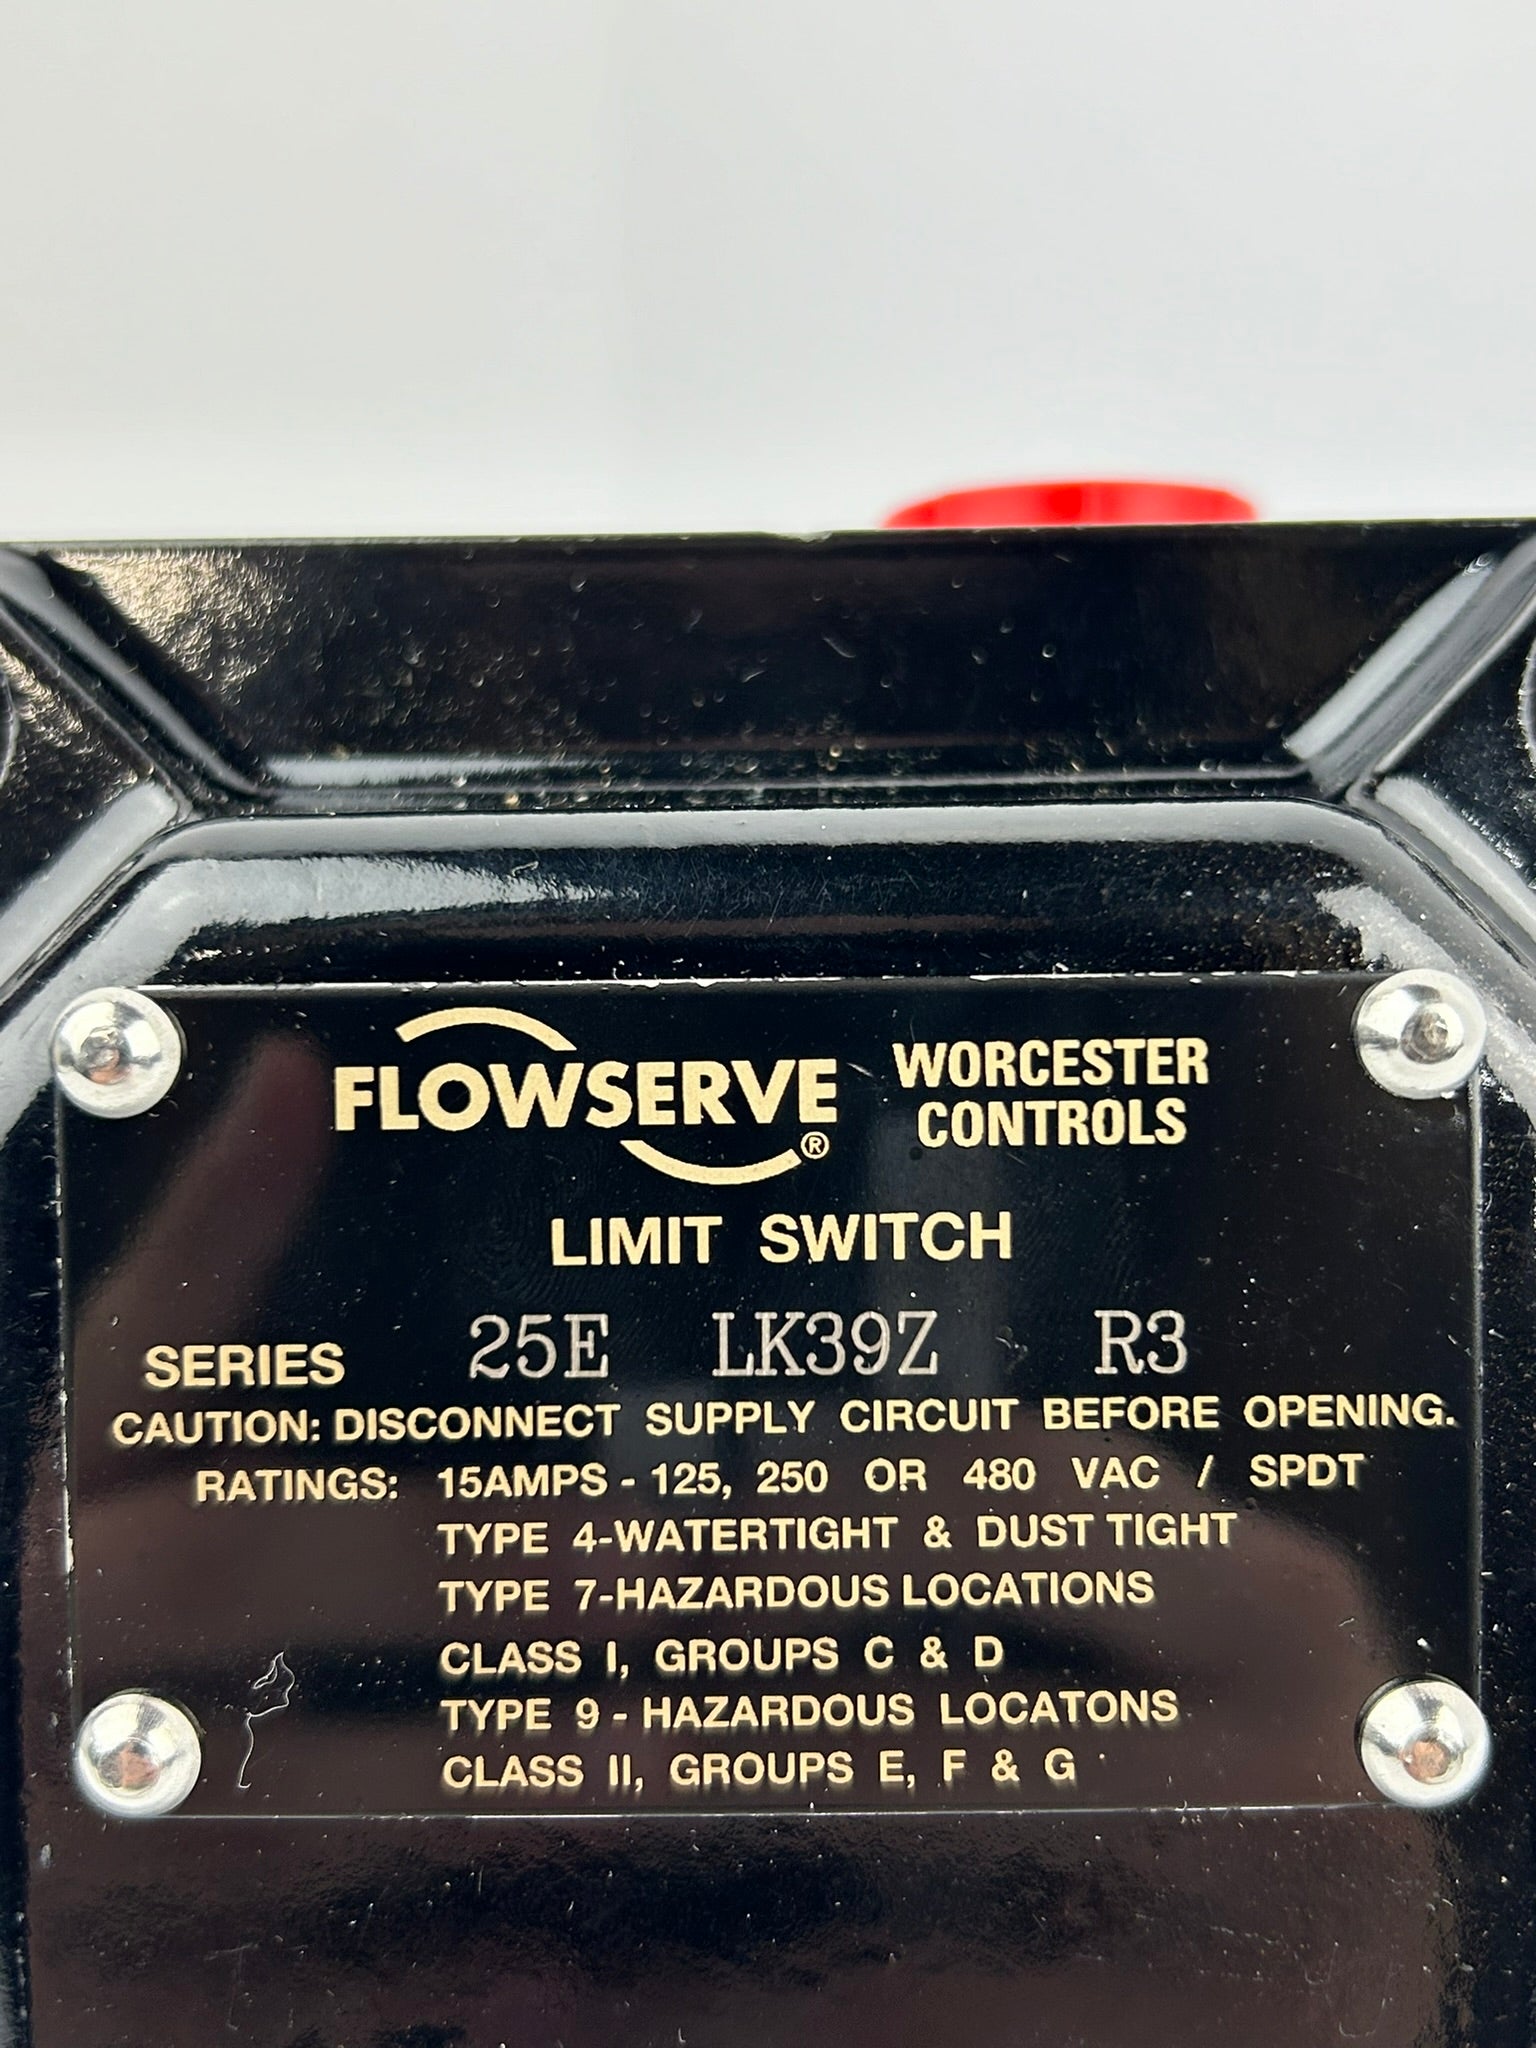 FLOWSERVE®
WORCESTER
CONTROLS
LIMIT SWITCH
SERIES 25E LK39Z R3
CAUTION: DISCONNECT SUPPLY CIRCUIT BEFORE OPENING.
RATINGS: 15AMPS - 125, 250 OR 480 VAC / SPDT
TYPE 4-WATERTIGHT & DUST TIGHT
TYPE 7-HAZARDOUS LOCATIONS
CLASS I, GROUPS C & D
TYPE 9 - HAZARDOUS LOCATONS
CLASS II, GROUPS E, F & G